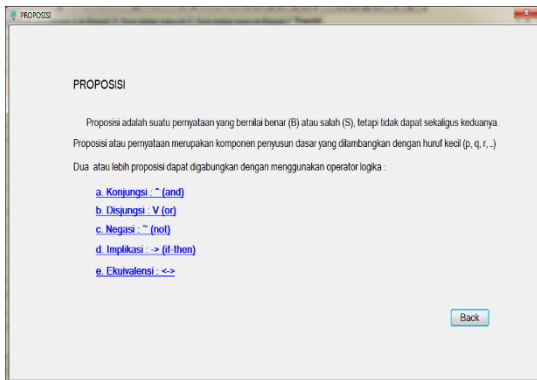 PROPOSISI
PROPOSISI
Proposisi adalah suatu pernyataan yang bernilai benar (B) atau salah (S), tetapi tidak dapat sekaligus keduanya.
Proposisi atau pernyataan merupakan komponen penyusun dasar yang dilambangkan dengan huruf kecil (p, q, r, ..)
Dua atau lebih proposisi dapat digabungkan dengan menggunakan operator logika :
a. Konjungsi : ^ (and)
b. Disjungsi : V (or)
c. Negasi : ~ (not)
d. Implikasi : -> (if-then)
e. Ekuivalensi : <->
Back